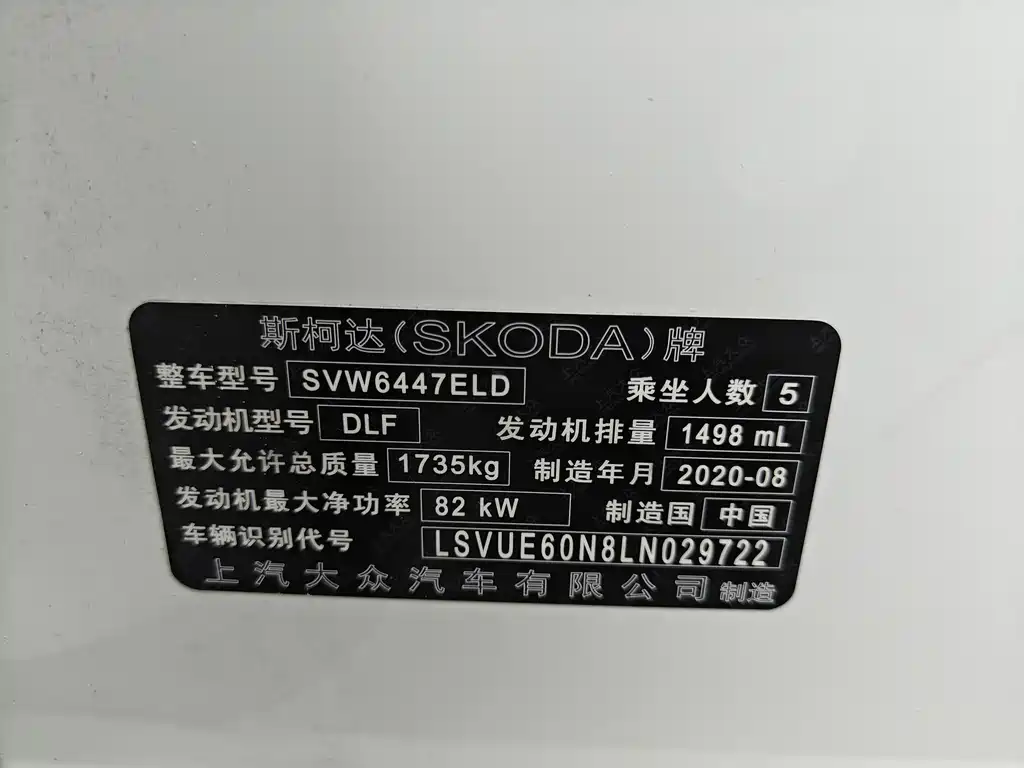 斯柯达(SKODA)牌
整车型号 SVW6447ELD 乘坐人数 5
发动机型号 DLF 发动机排量 1498 mL
最大允许总质量 1735kg 制造年月 2020-08
发动机最大净功率 82 kW 制造国 中国
车辆识别代号 LSVUE60N8LN029722
上汽大众汽车有限公司 制造